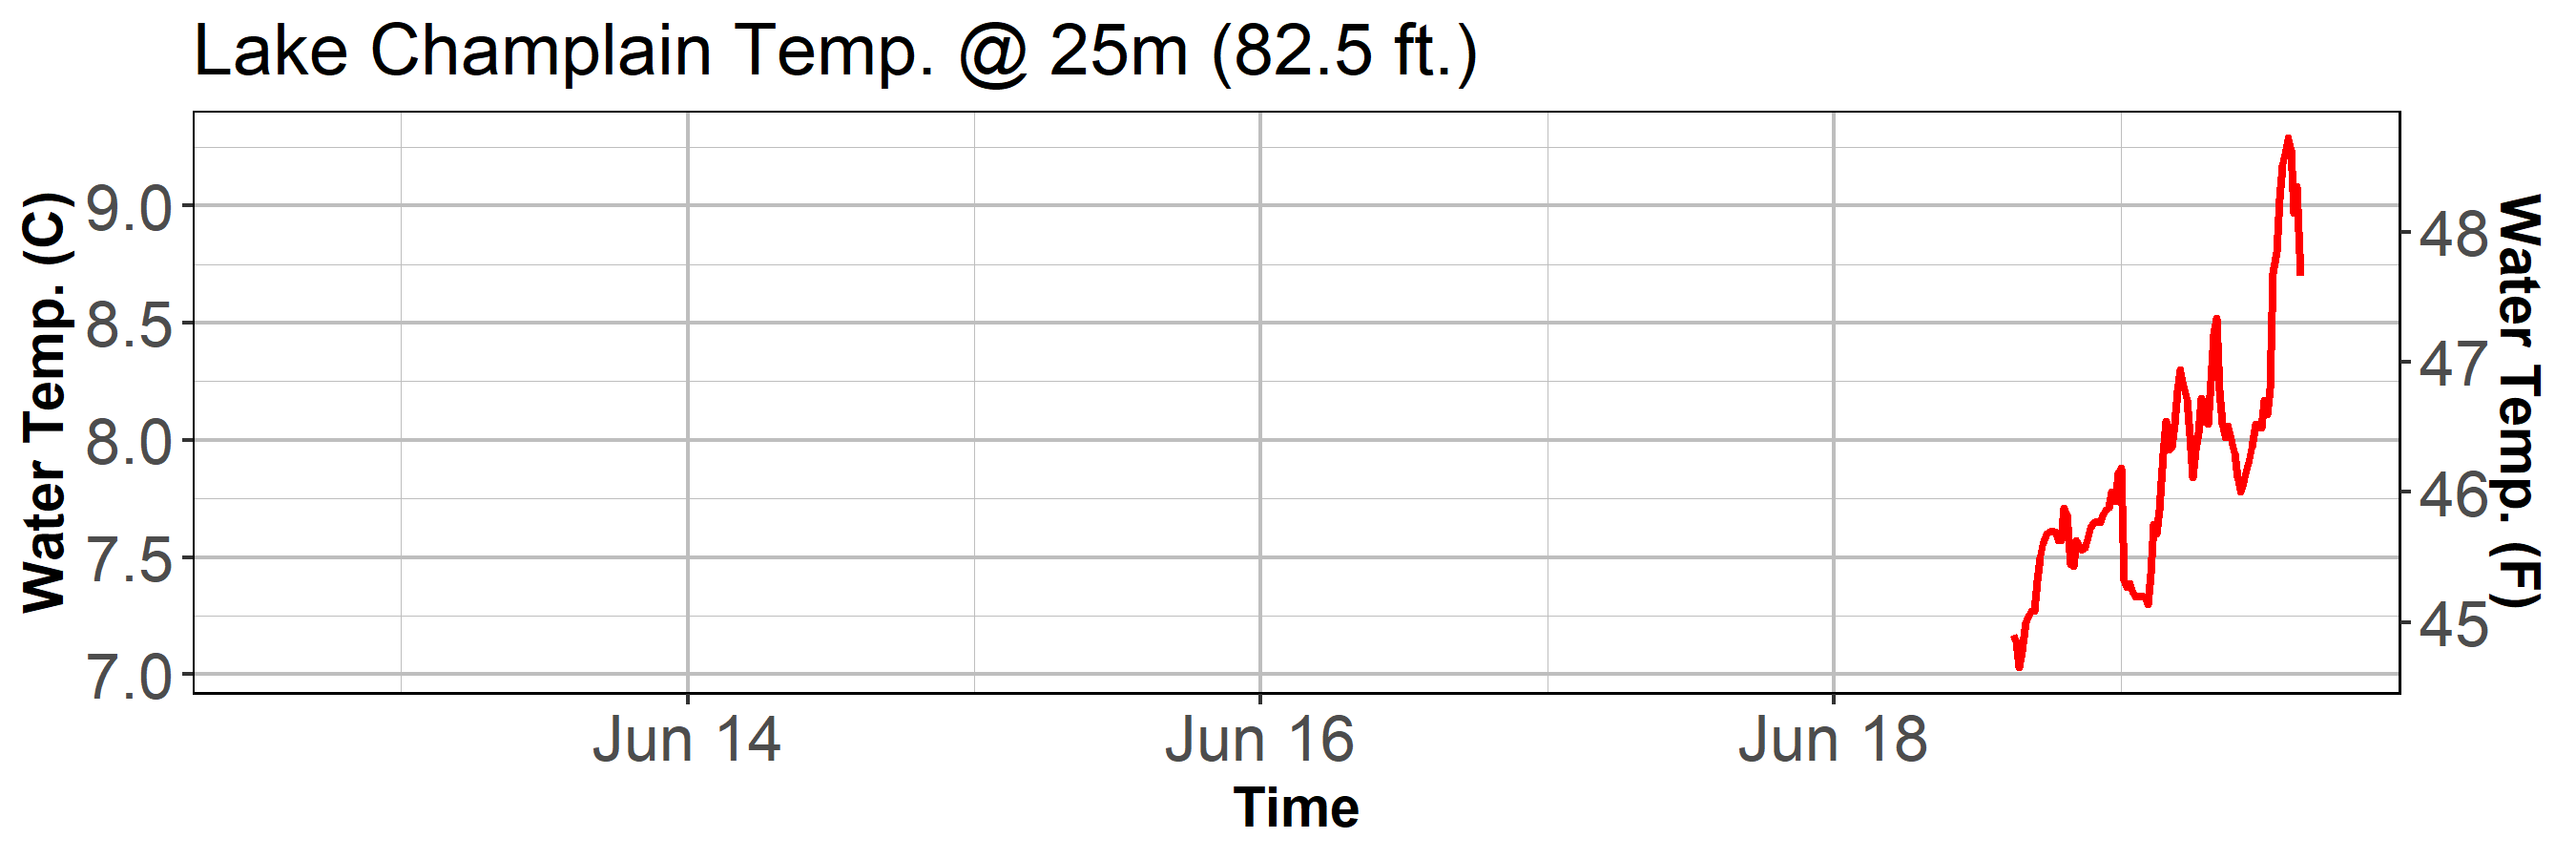 Lake Champlain Temp. @ 25m (82.5 ft.)
Water Temp. (C)
9.0
8.5
8.0
7.5
7.0
48
47
46
45
Water Temp. (F)
Jun 14 Jun 16 Jun 18
Time